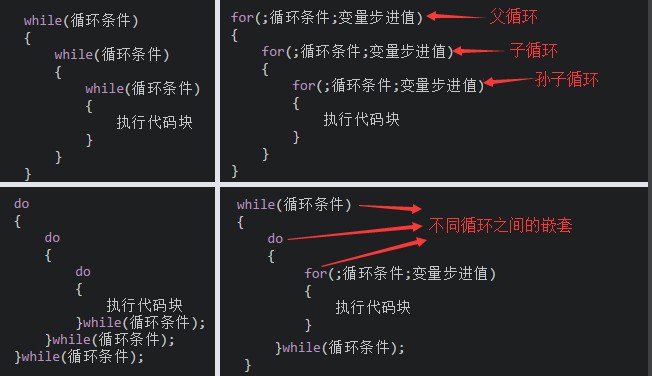 while(循环条件)
{
while(循环条件)
{
while(循环条件)
{
执行代码块
}
}
}
for(;循环条件;变量步进值) 父循环
{
for(;循环条件;变量步进值) 子循环
{
for(;循环条件;变量步进值) 孙子循环
{
执行代码块
}
}
}
do
{
do
{
do
{
执行代码块
}while(循环条件);
}while(循环条件);
}while(循环条件);
while(循环条件)
{
不同循环之间的嵌套
do
{
for(;循环条件;变量步进值)
{
执行代码块
}
}while(循环条件);
}